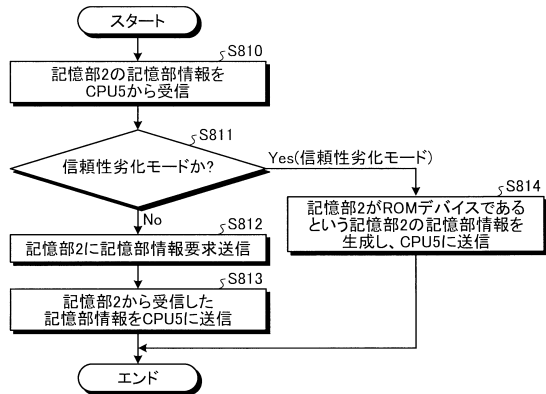 スタート
S810
記憶部2の記憶部情報を
CPU5から受信
S811
信頼性劣化モードか?
Yes(信頼性劣化モード)
No
S812
記憶部2に記憶部情報要求送信
S813
記憶部2から受信した
記憶部情報をCPU5に送信
S814
記憶部2がROMデバイスである
という記憶部2の記憶部情報を
生成し、CPU5に送信
エンド